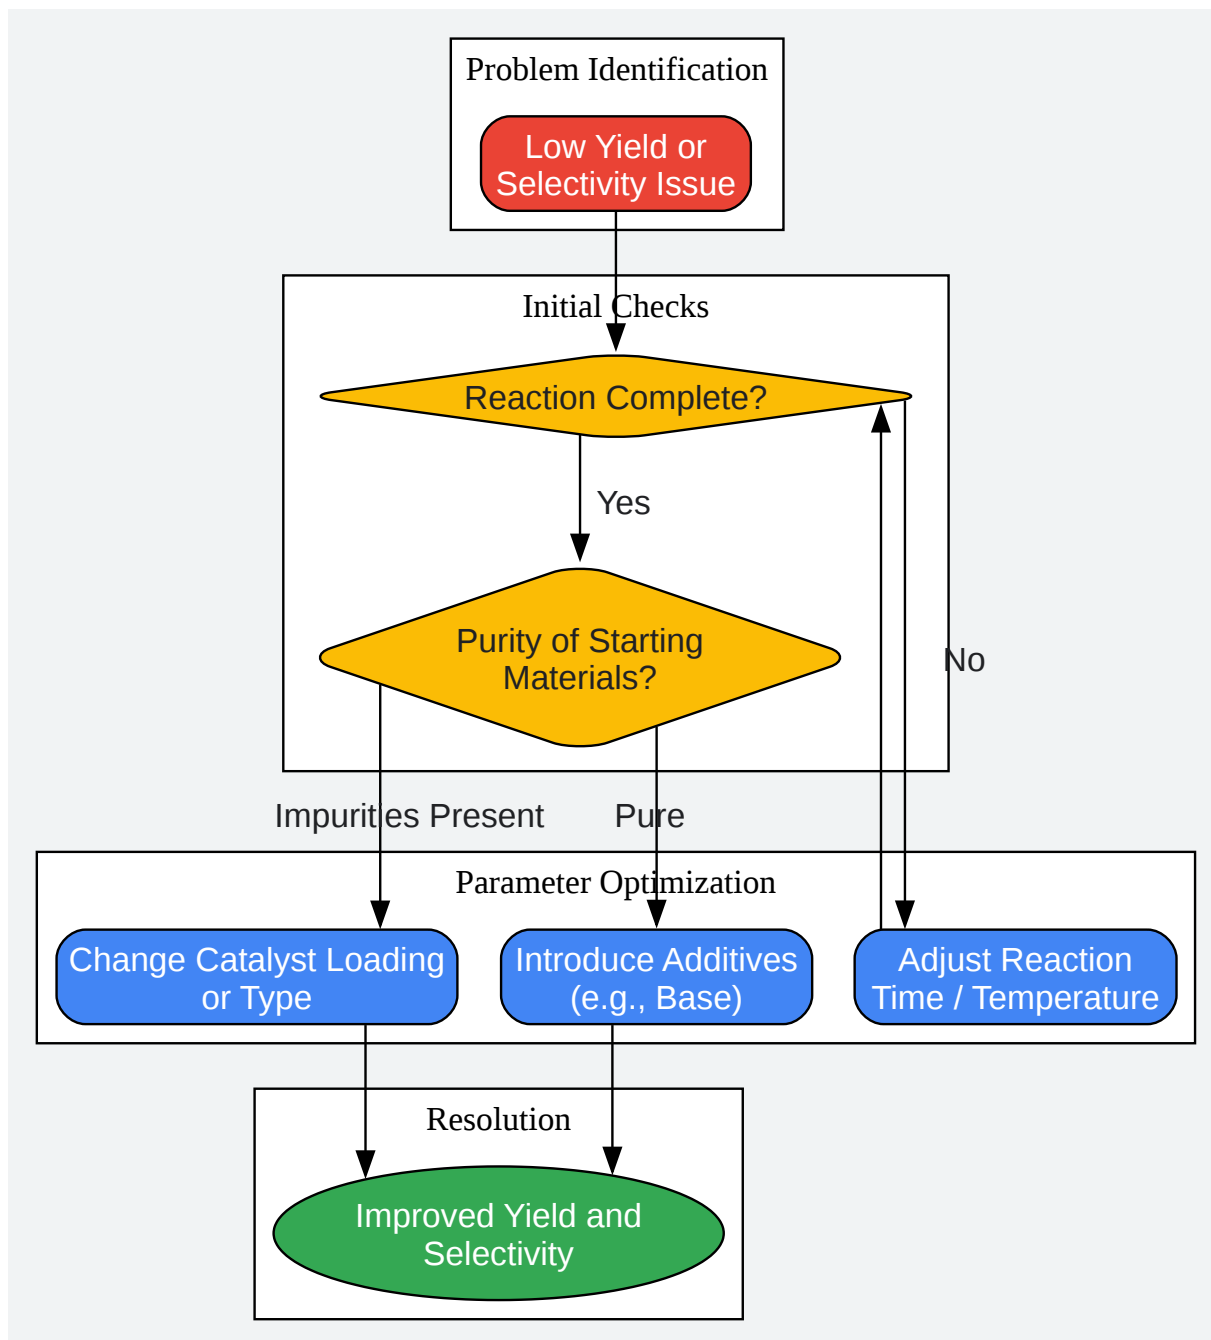 Problem Identification
Low Yield or
Selectivity Issue
Initial Checks
Reaction Complete?
Yes
Purity of Starting
Materials?
No
Impurities Present
Pure
Parameter Optimization
Change Catalyst Loading
or Type
Introduce Additives
(e.g., Base)
Adjust Reaction
Time / Temperature
Resolution
Improved Yield and
Selectivity